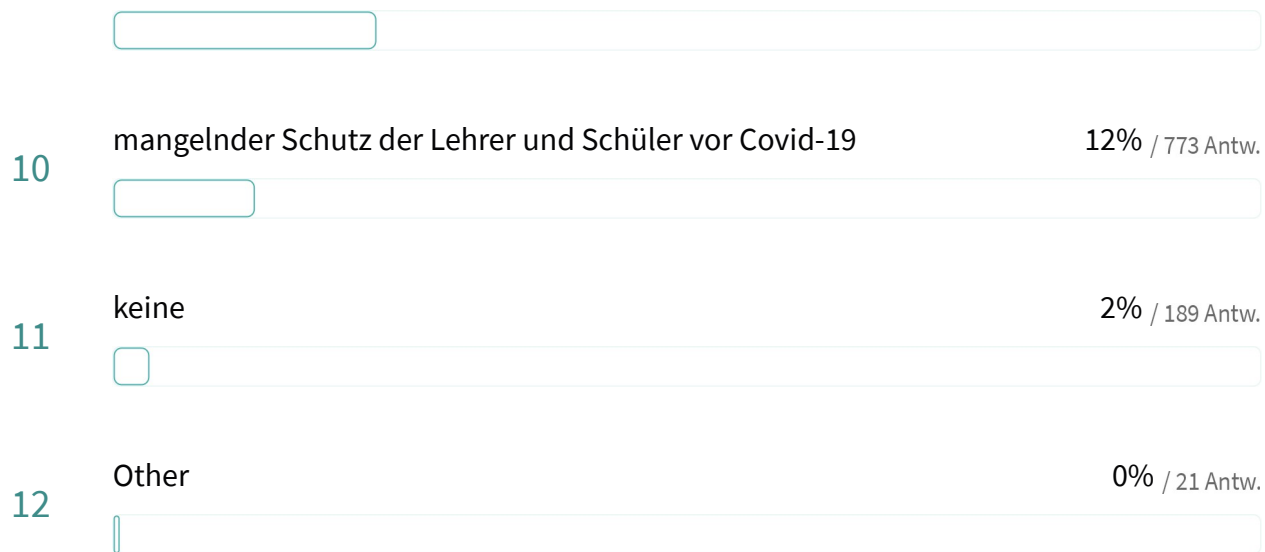 mangelnder Schutz der Lehrer und Schüler vor Covid-19 12% / 773 Antw.
10
keine 2% / 189 Antw.
11
Other 0% / 21 Antw.
12